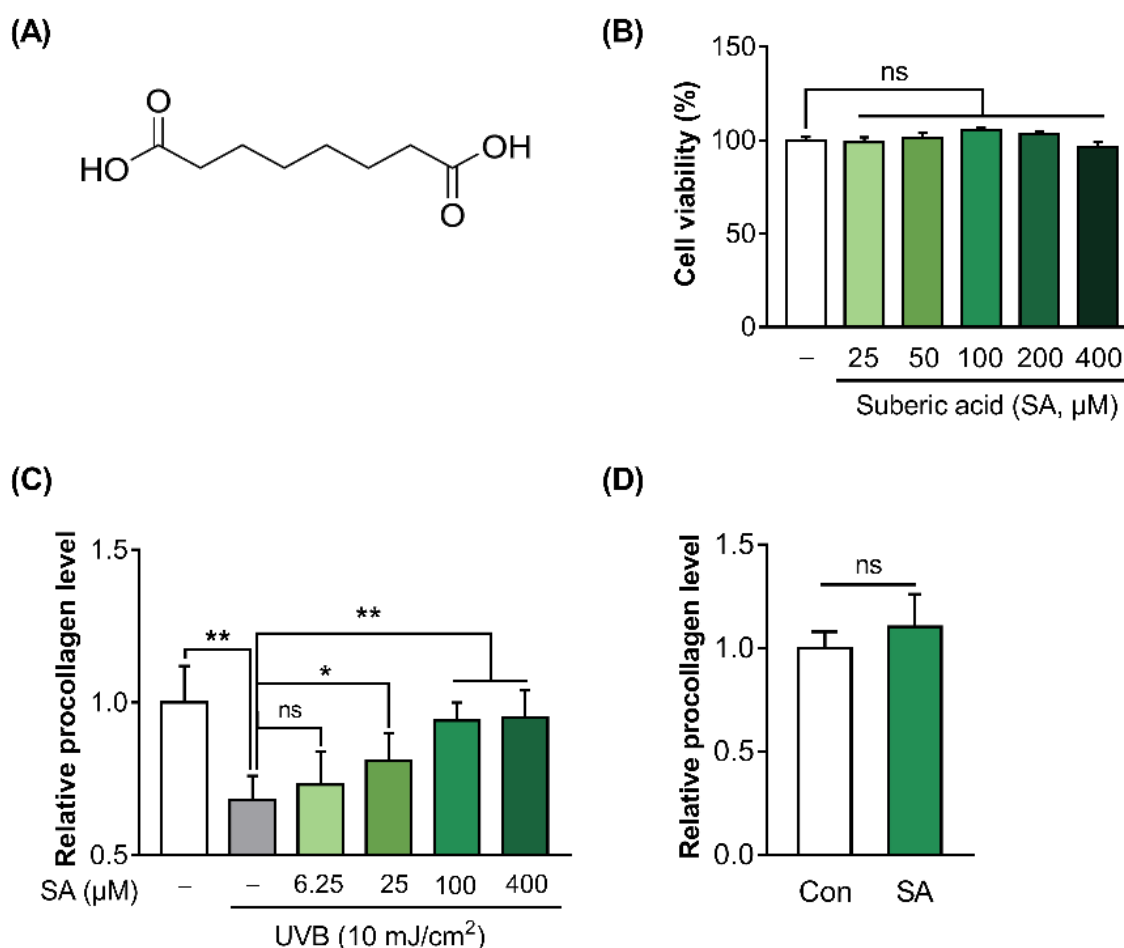 (A)
O
HO
OH
O
(B)
Cell viability (%)
150
100
50
0
ns
– 25 50 100 200 400
Suberic acid (SA, µM)
(C)
Relative procollagen level
1.5
1.0
0.5
**
**
*
ns
SA (µM) – – 6.25 25 100 400
UVB (10 mJ/cm²)
(D)
Relative procollagen level
1.5
1.0
0.5
0.0
ns
Con SA